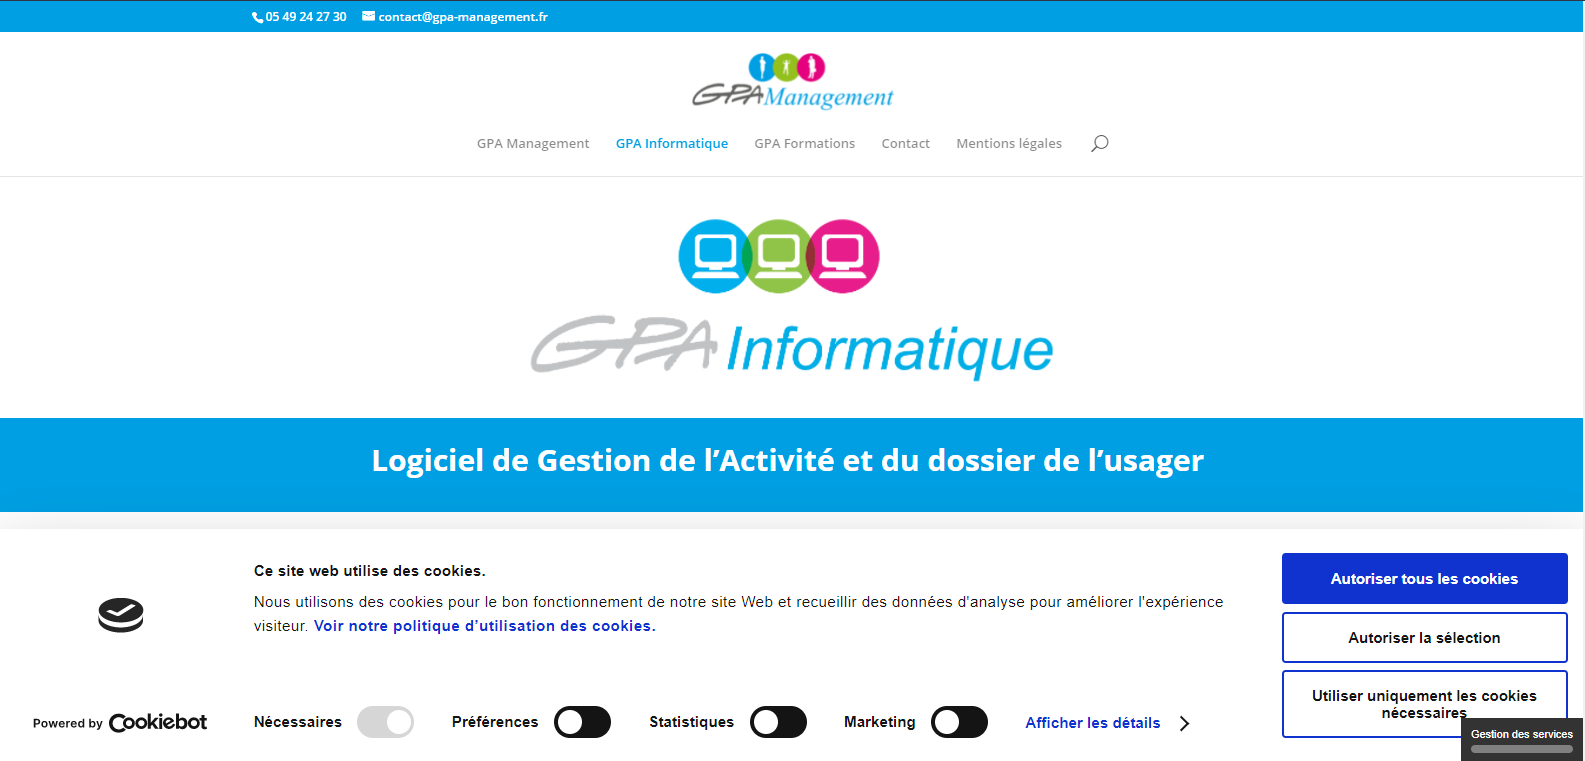 05 49 24 27 30 contact@gpa-management.fr
GPA Management
GPA Management GPA Informatique GPA Formations Contact Mentions légales
GPA Informatique
Logiciel de Gestion de l’Activité et du dossier de l’usager
Ce site web utilise des cookies.
Nous utilisons des cookies pour le bon fonctionnement de notre site Web et recueillir des données d'analyse pour améliorer l'expérience
visiteur. Voir notre politique d’utilisation des cookies.
Autoriser tous les cookies
Autoriser la sélection
Utiliser uniquement les cookies
nécessaires
Powered by Cookiebot
Nécessaires Préférences Statistiques Marketing Afficher les détails
Gestion des services